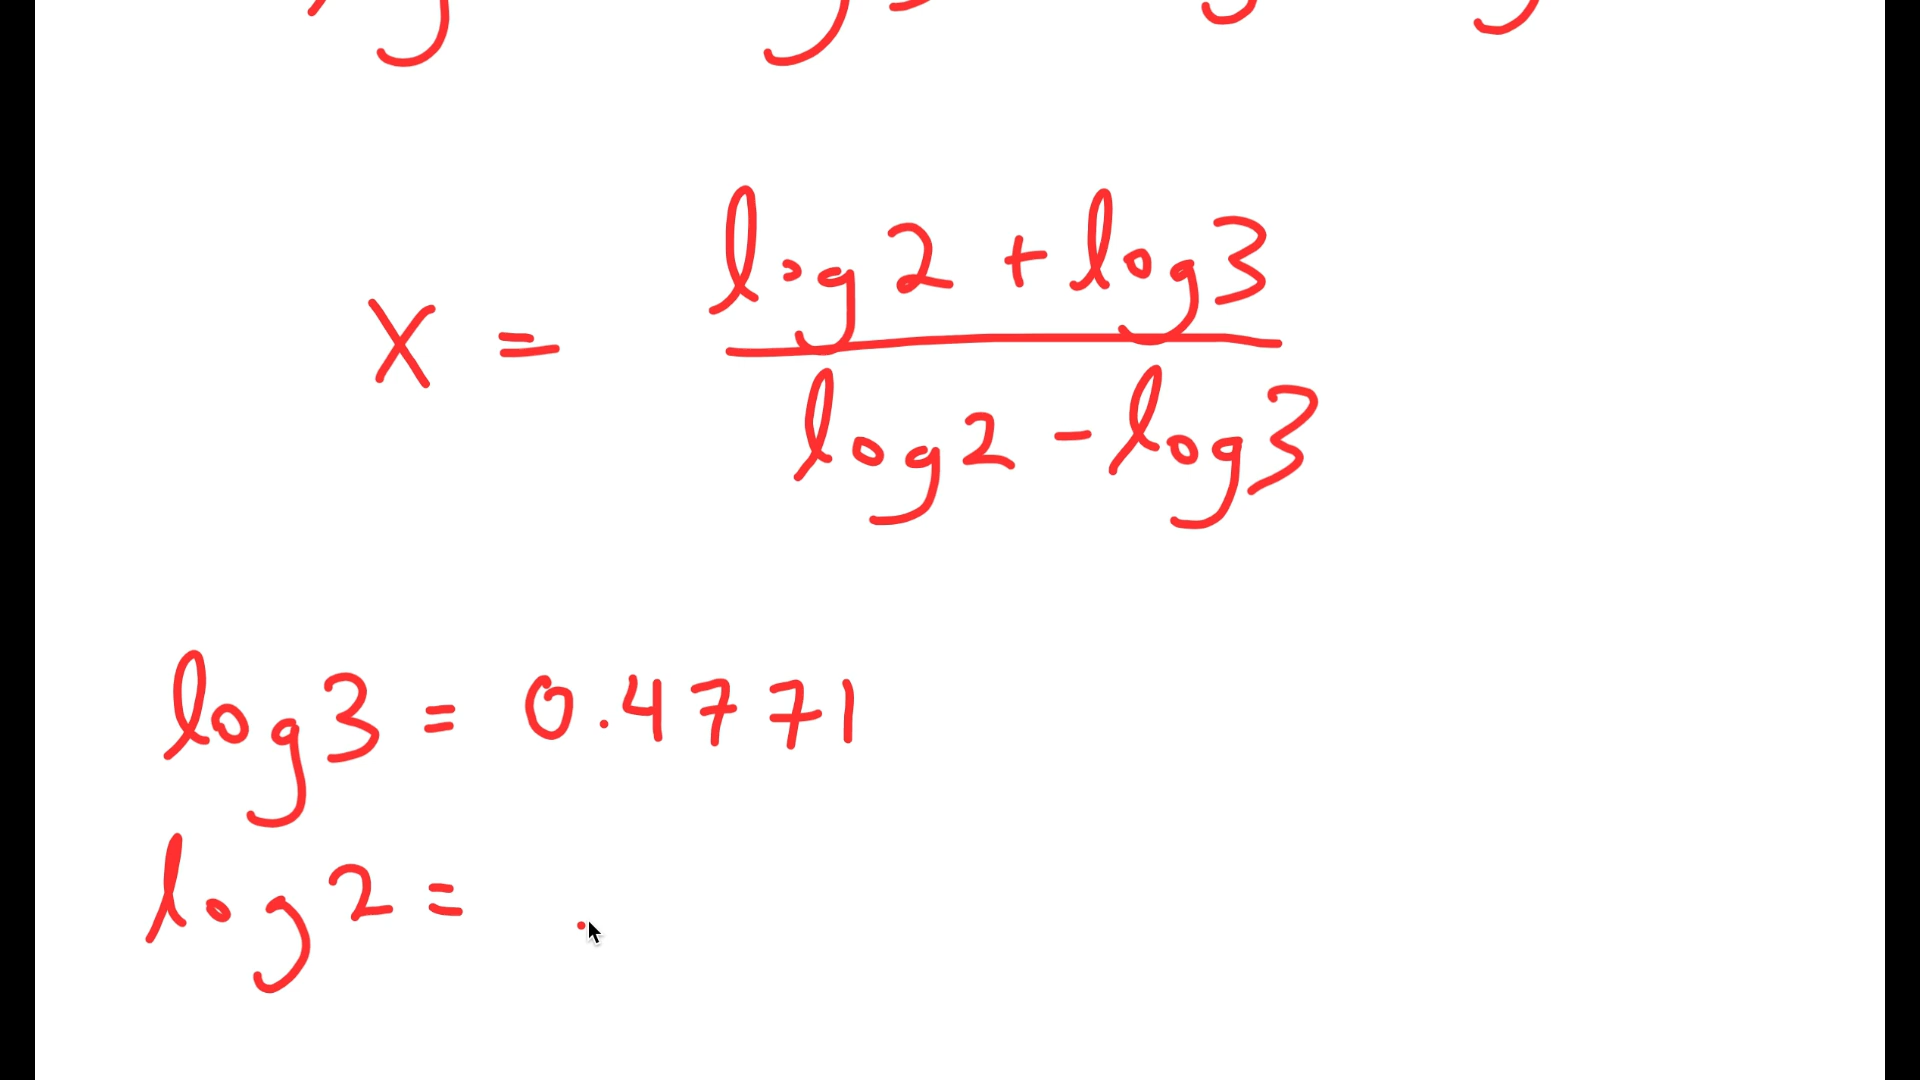 x = (log2 + log3) / (log2 - log3)
log3 = 0.4771
log2 = .